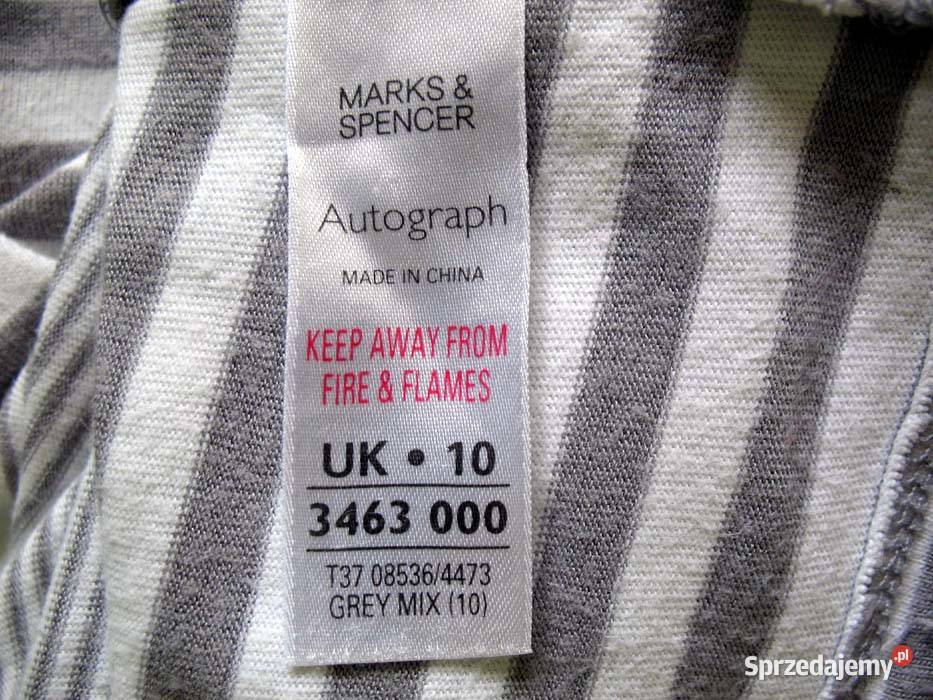 MARKS &
SPENCER
Autograph
MADE IN CHINA
KEEP AWAY FROM
FIRE & FLAMES
UK • 10
3463 000
T37 08536/4473
GREY MIX (10)
Sprzedajemy.pl